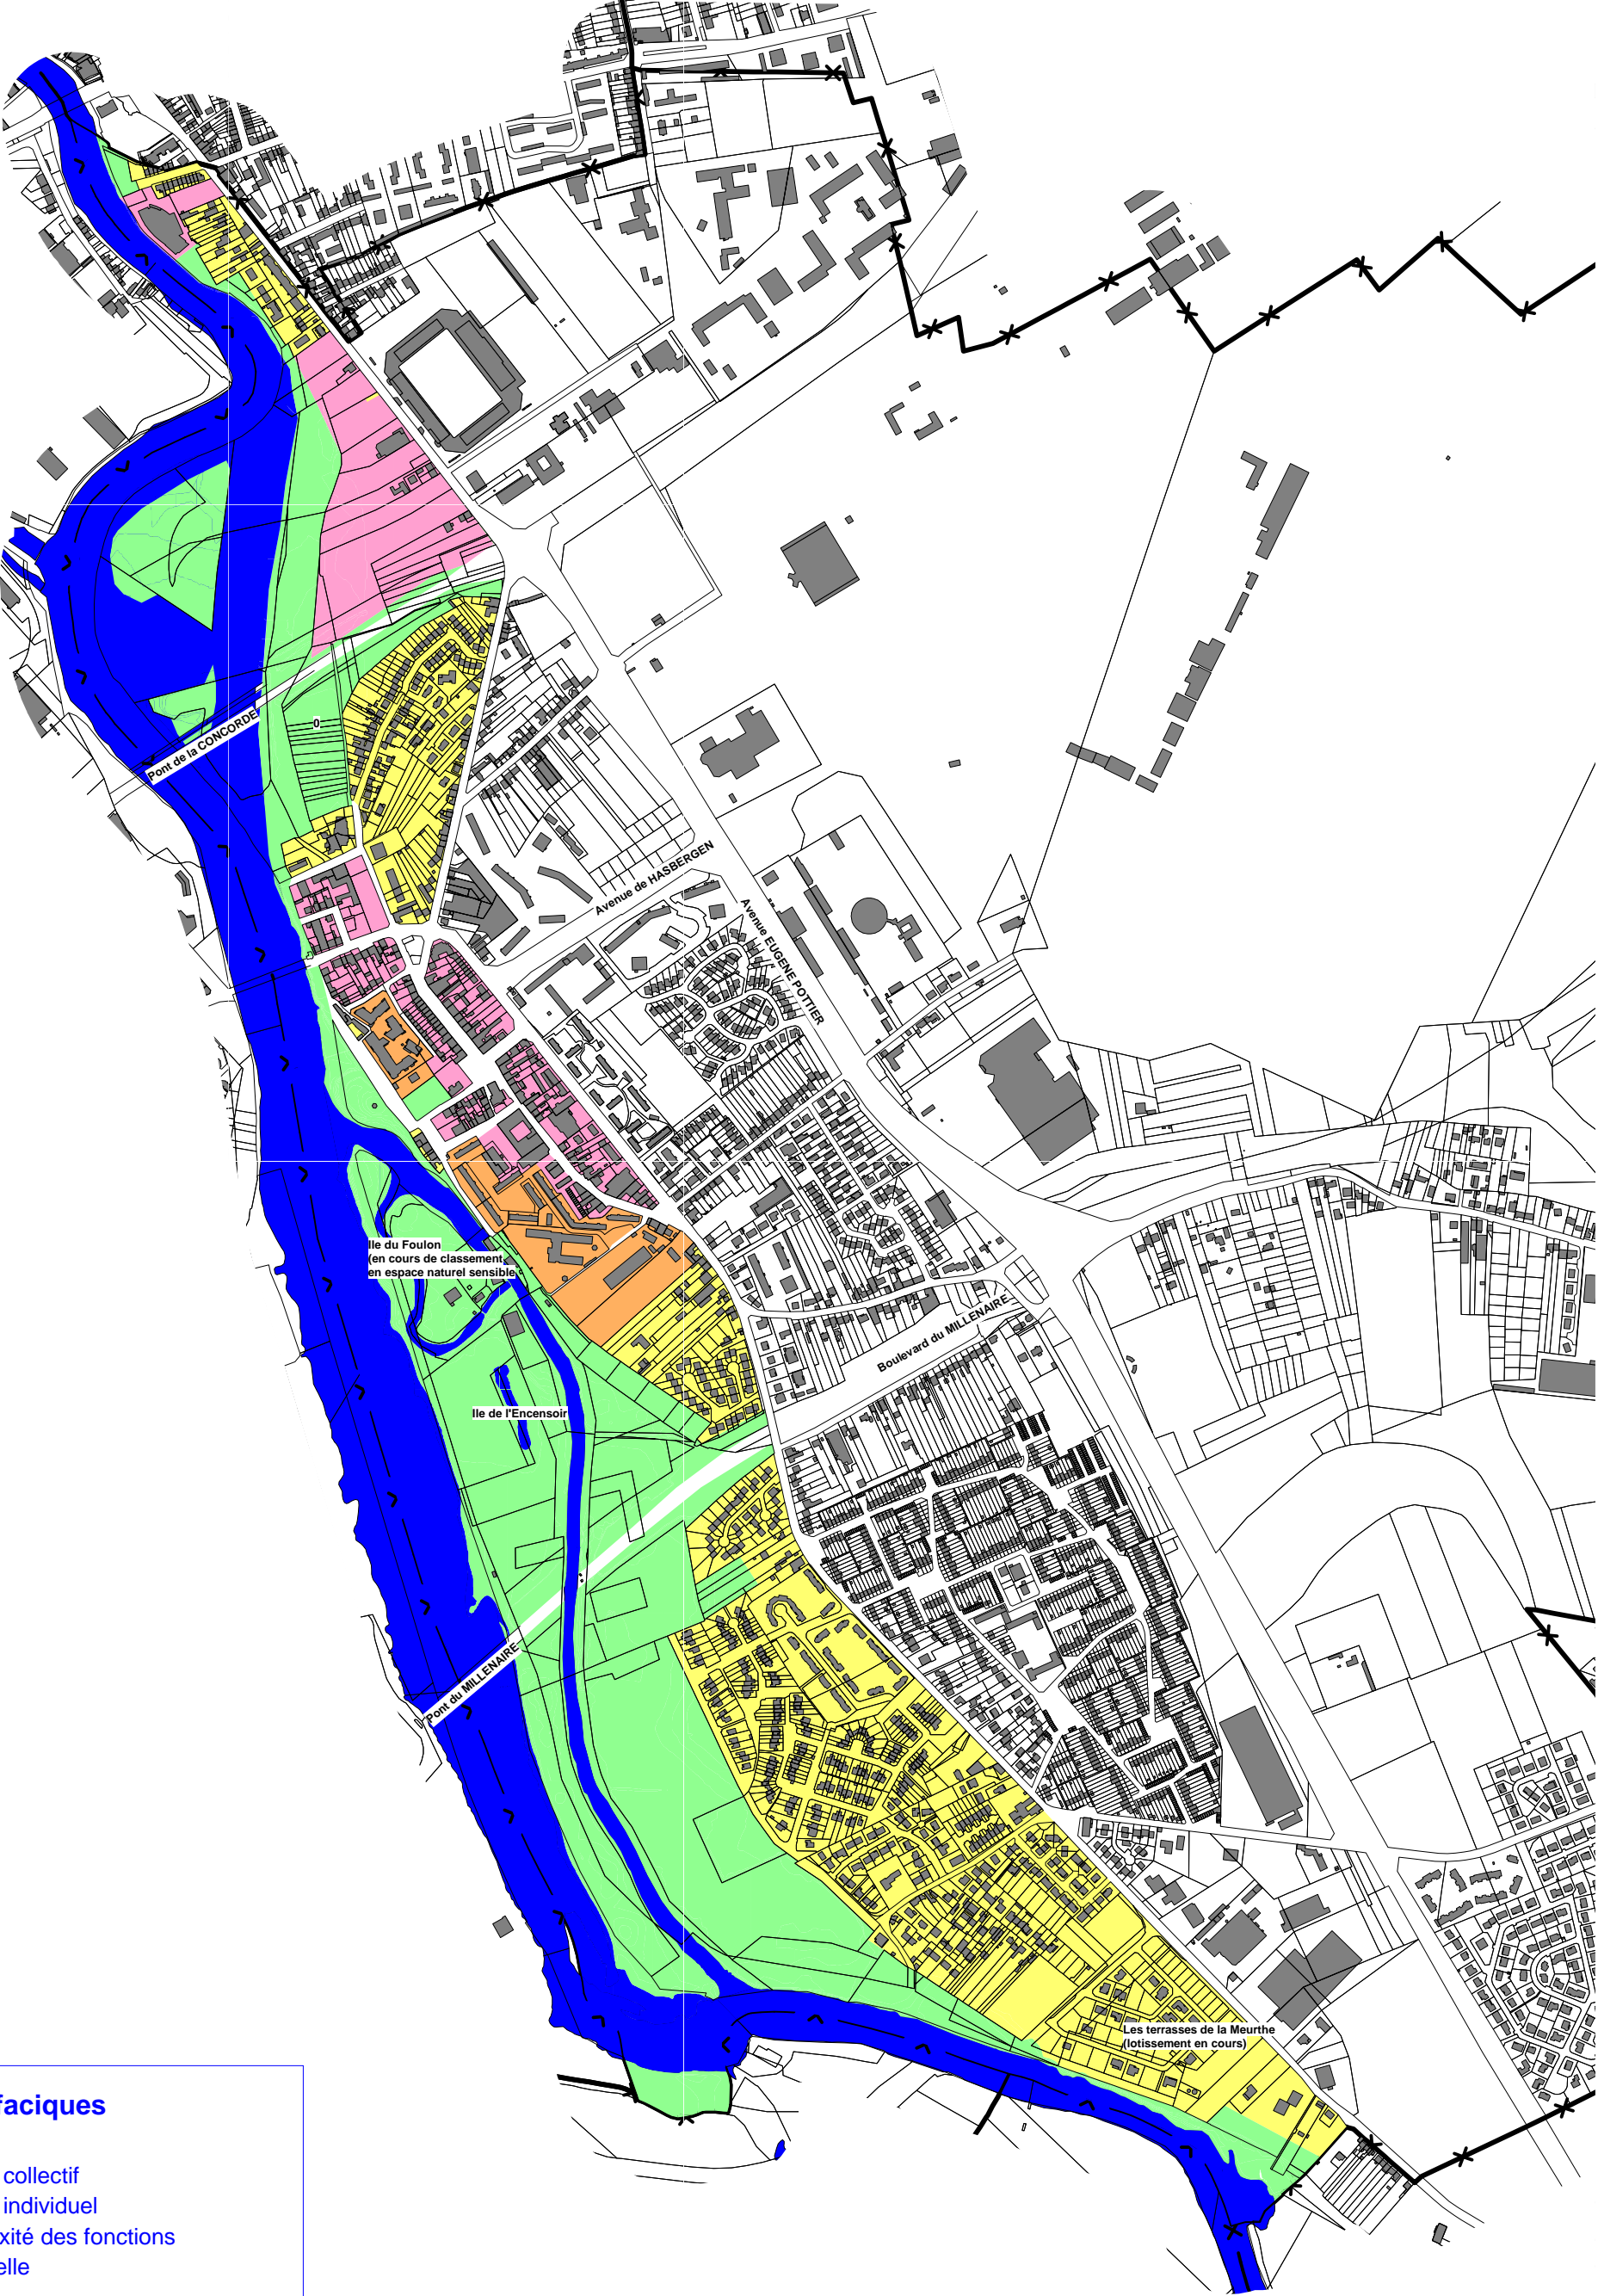 0
Pont de la CONCORDE
Avenue de HASBERGEN
Avenue EUGENE POTTIER
Ile du Foulon
(en cours de classement
en espace naturel sensible
Boulevard du MILLENAIRE
Ile de l'Encensoir
Pont du MILLENAIRE
Les terrasses de la Meurthe
(lotissement en cours)
faciques
collectif
individuel
xité des fonctions
elle